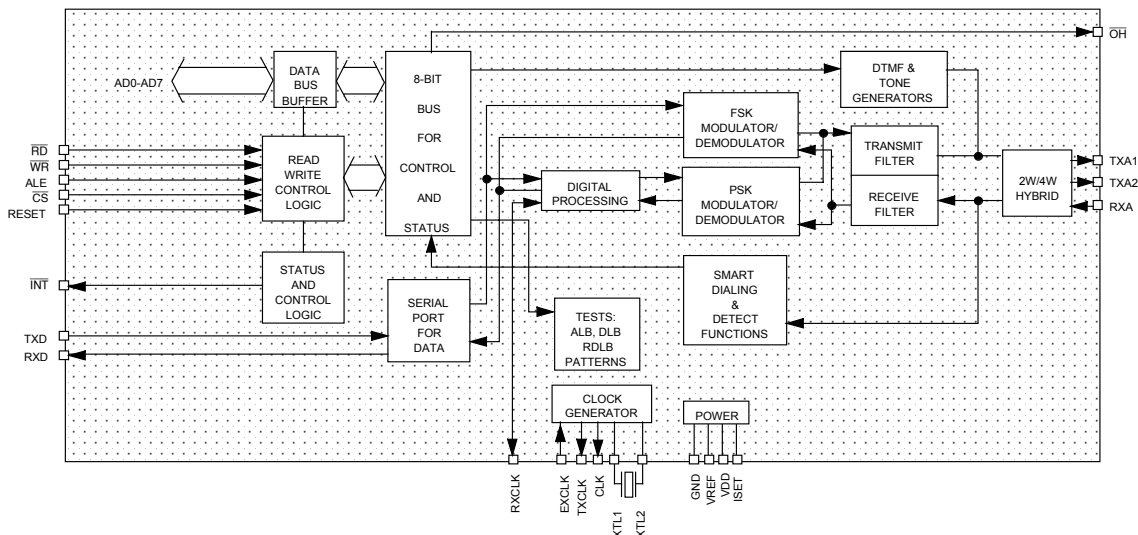 OH
AD0-AD7
DATA
BUS
BUFFER
8-BIT
BUS
FOR
CONTROL
AND
STATUS
DTMF &
TONE
GENERATORS
FSK
MODULATOR/
DEMODULATOR
RD
WR
ALE
CS
RESET
READ
WRITE
CONTROL
LOGIC
DIGITAL
PROCESSING
PSK
MODULATOR/
DEMODULATOR
TRANSMIT
FILTER
RECEIVE
FILTER
2W/4W
HYBRID
TXA1
TXA2
RXA
INT
STATUS
AND
CONTROL
LOGIC
SERIAL
PORT
FOR
DATA
TESTS:
ALB, DLB
RDLB
PATTERNS
SMART
DIALING
&
DETECT
FUNCTIONS
TXD
RXD
CLOCK
GENERATOR
POWER
RXCLK
EXCLK
TXCLK
CLK
XTL1
XTL2
GND
VREF
VDD
ISET